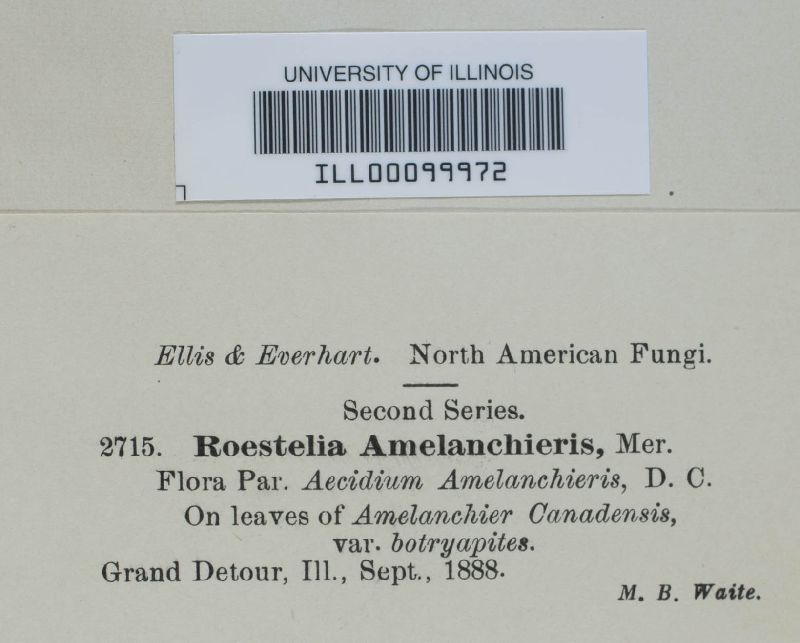 UNIVERSITY OF ILLINOIS
ILL00099972
Ellis & Everhart. North American Fungi.
Second Series.
2715. Roestelia Amelanchieris, Mer.
Flora Par. Aecidium Amelanchieris, D. C.
On leaves of Amelanchier Canadensis,
var. botryapites.
Grand Detour, Ill., Sept., 1888.
M. B. Waite.